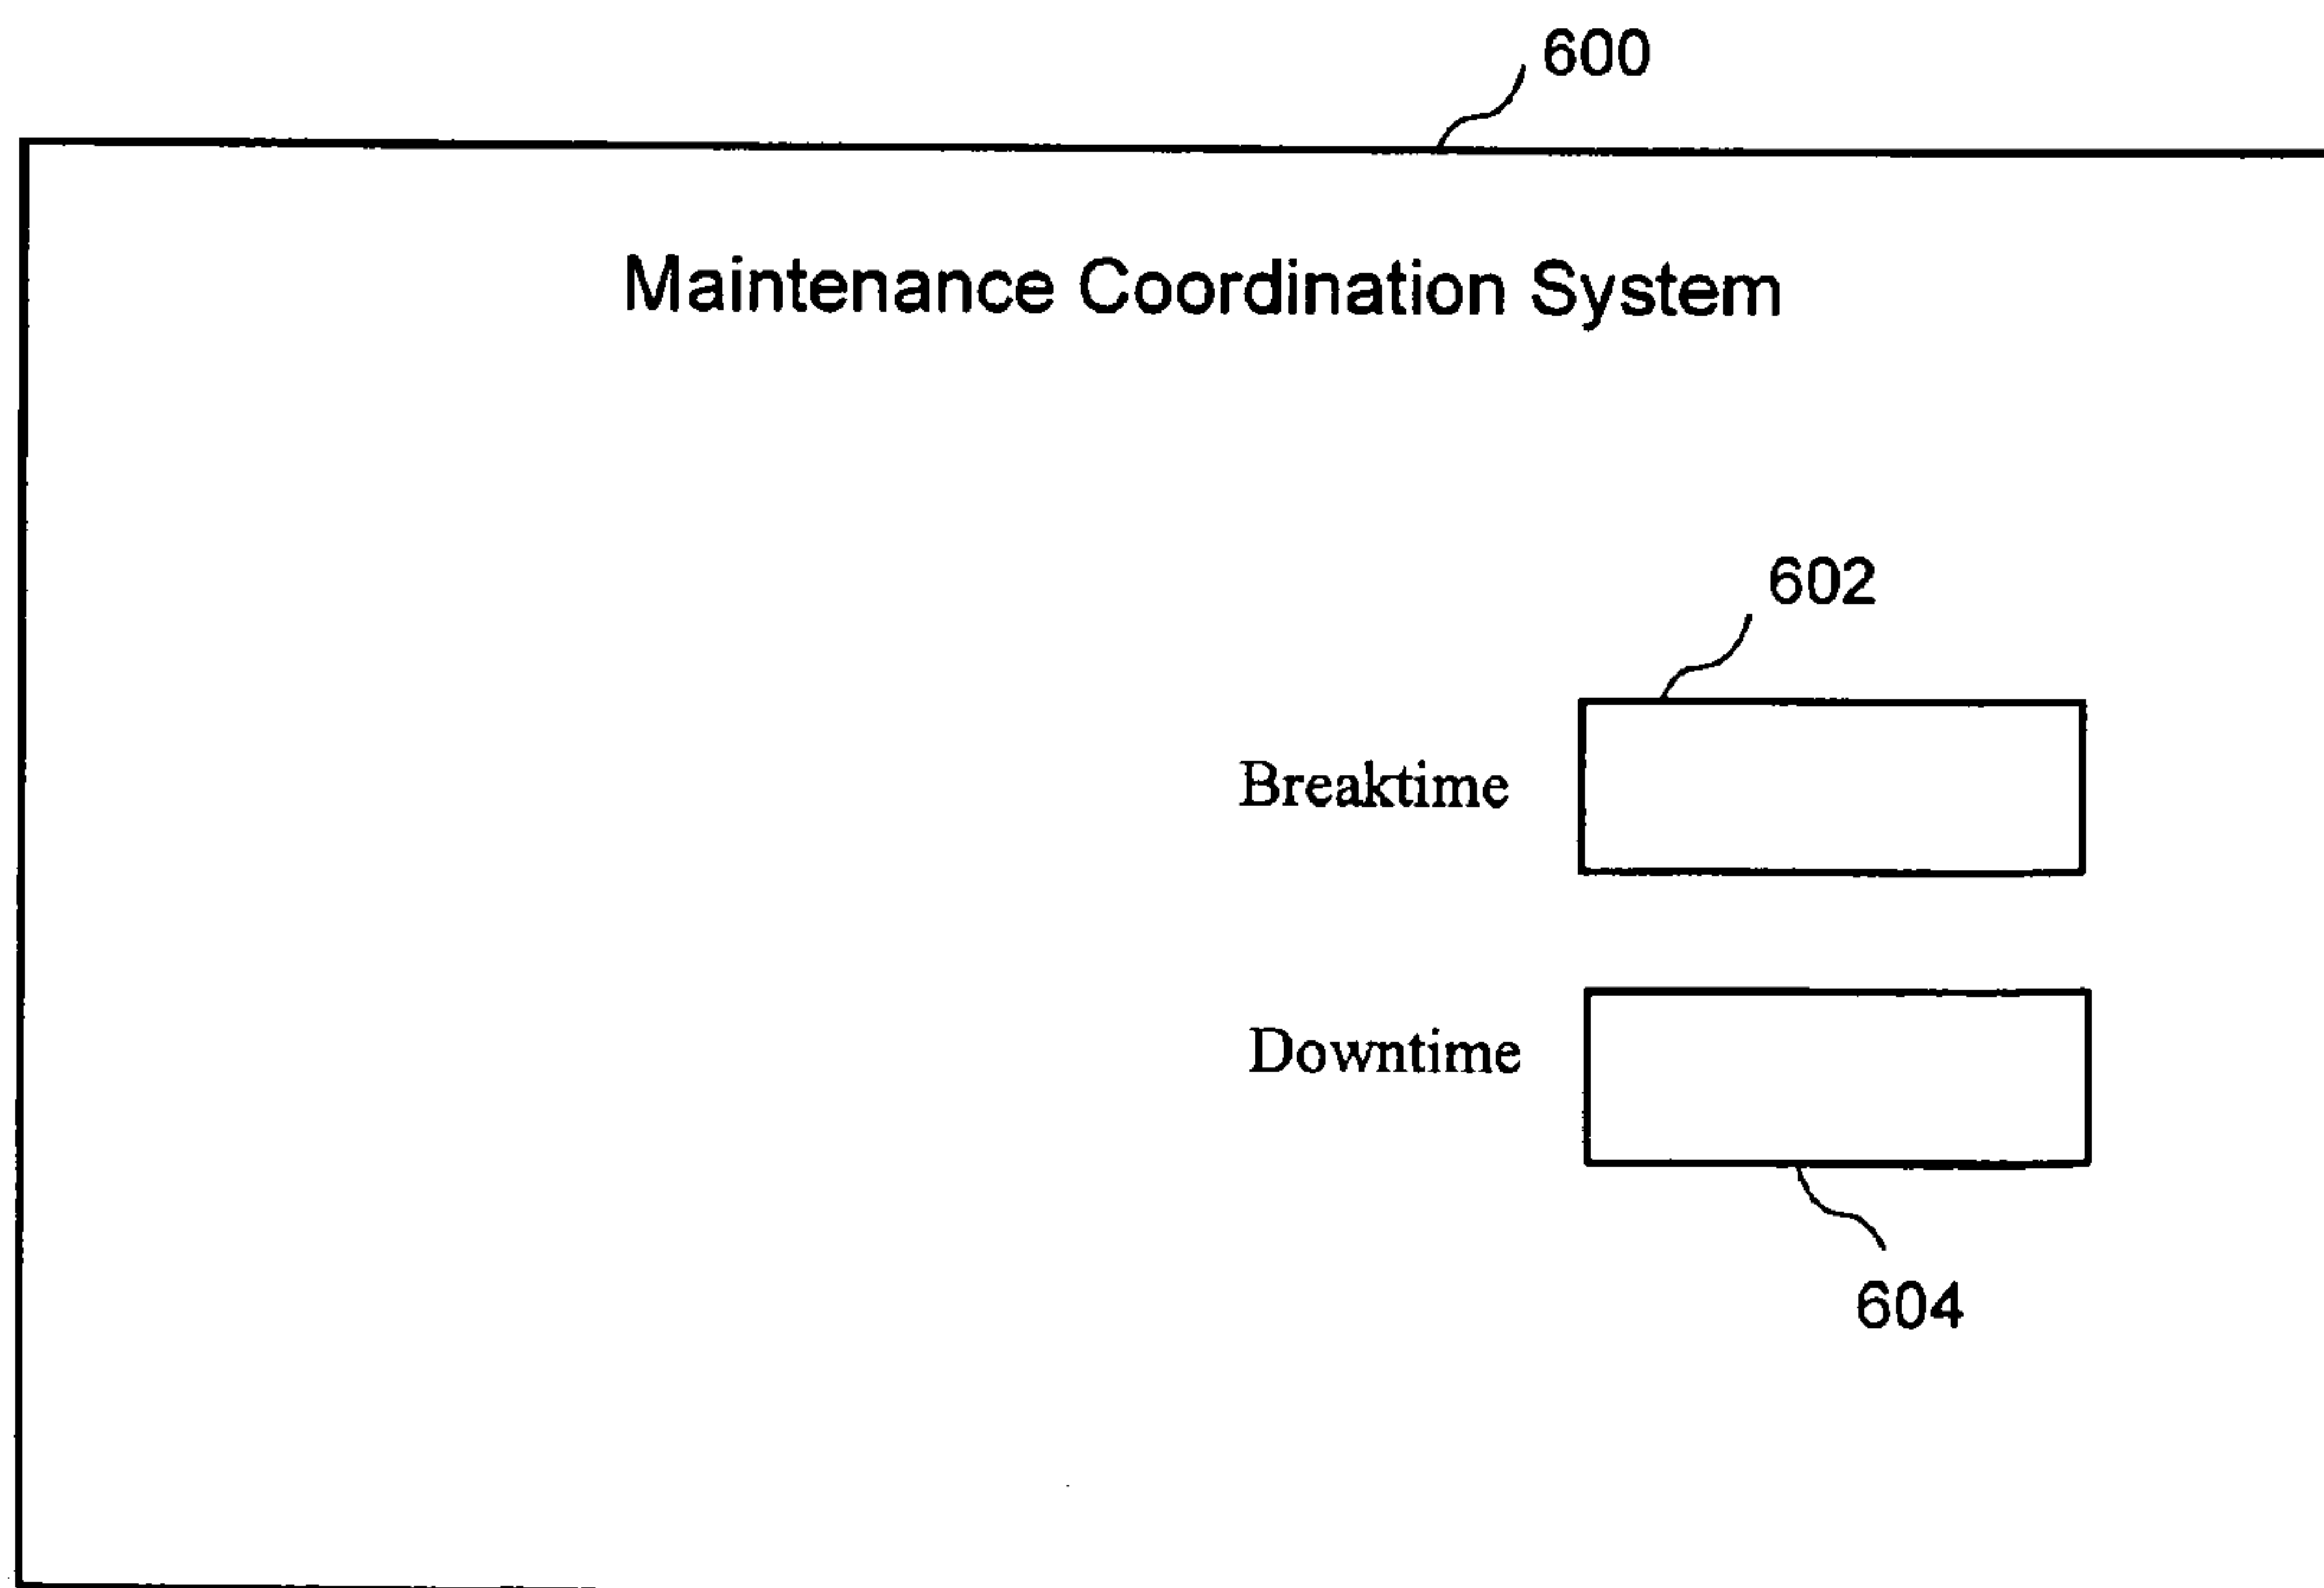 600
Maintenance Coordination System
602
Breaktime
Downtime
604